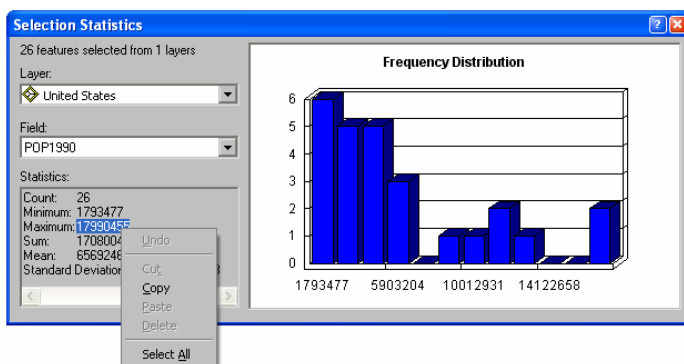 Selection Statistics
26 features selected from 1 layers
Layer:
United States
Field:
POP1990
Statistics:
Count: 26
Minimum: 1793477
Maximum: 17990455
Sum:
Mean:
Standard Deviation
Undo
Cut
Copy
Paste
Delete
Select All
Frequency Distribution
6
5
4
3
2
1
0
1793477 5903204 10012931 14122658